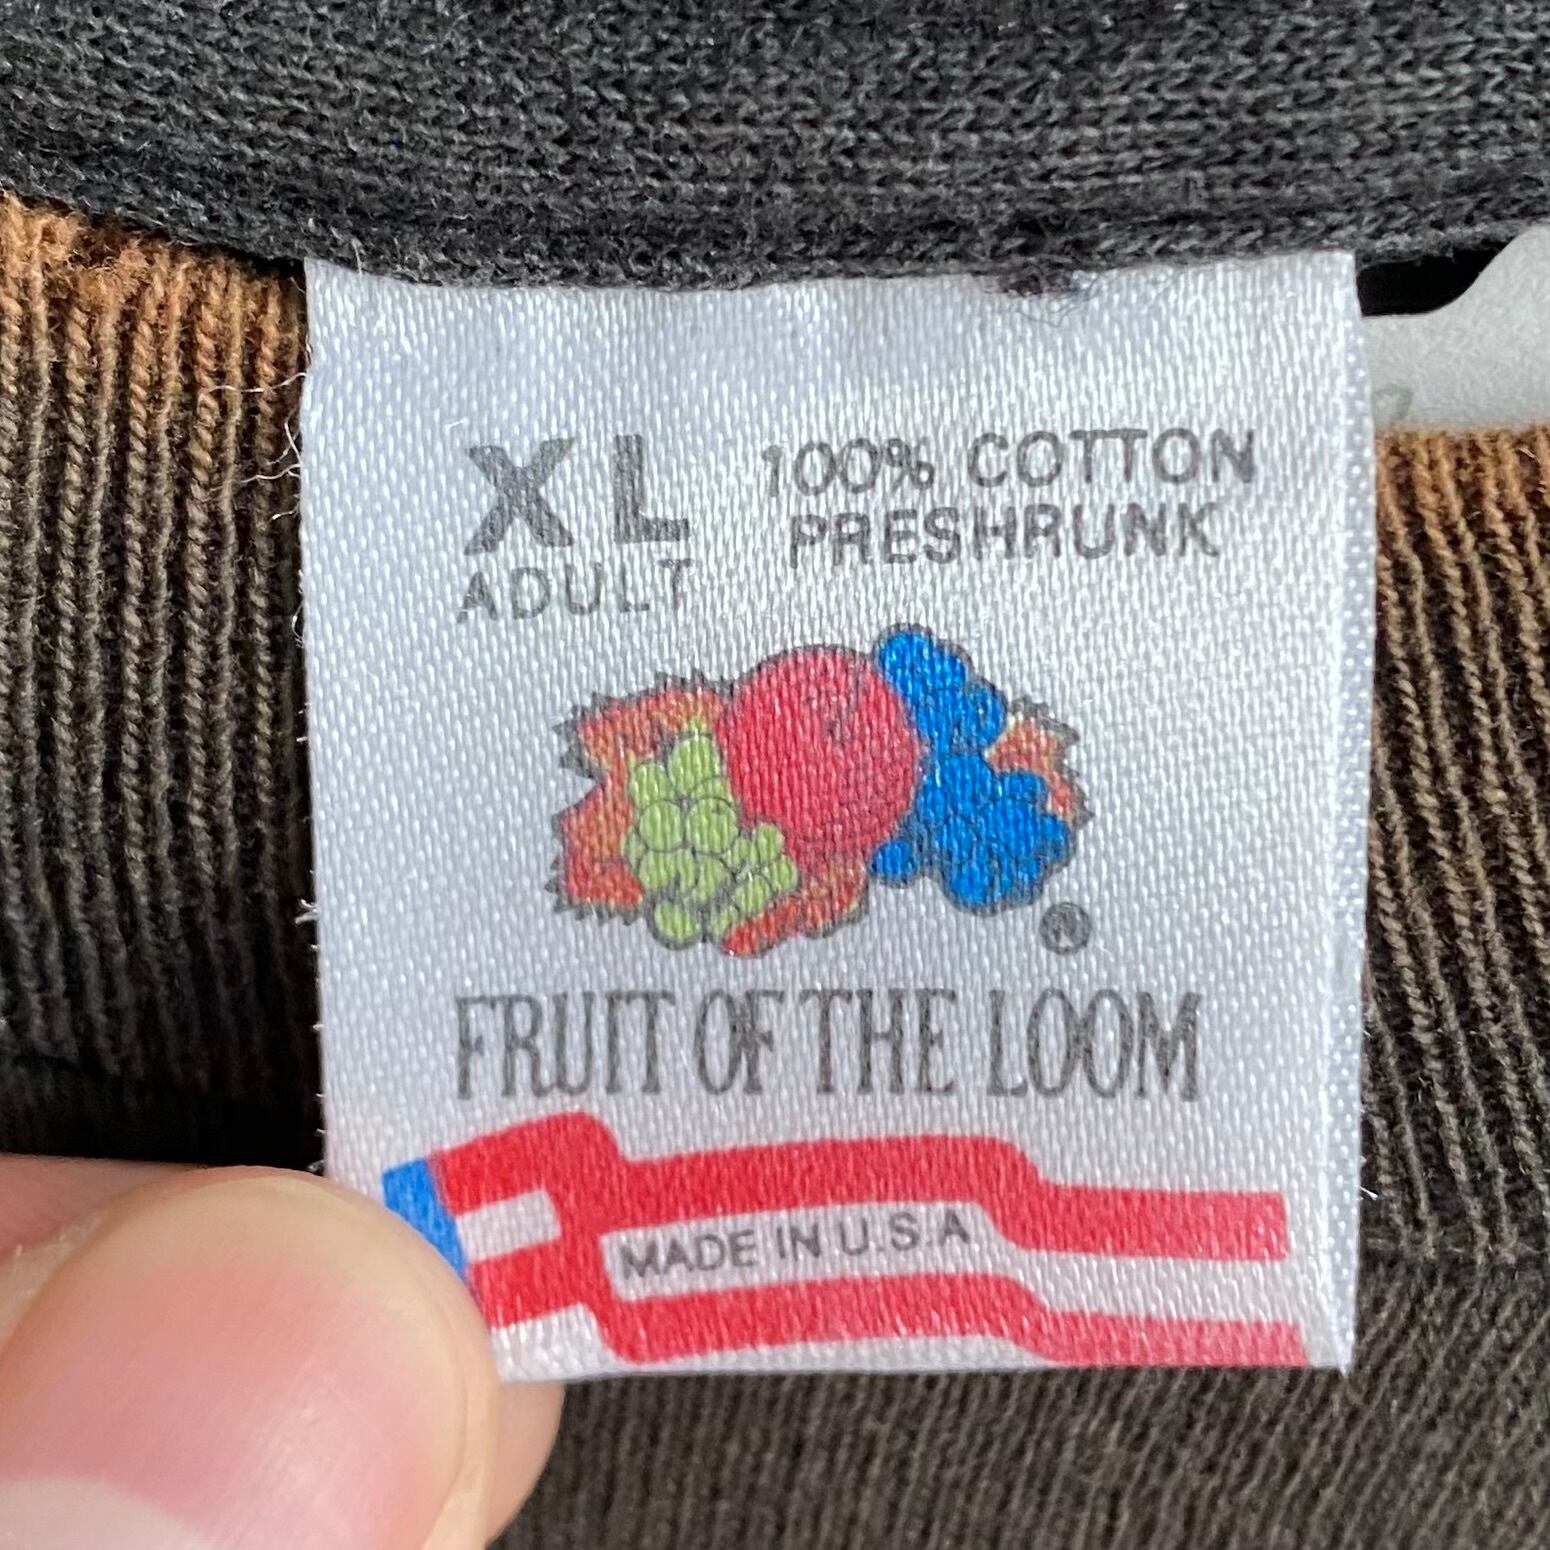 XL
ADULT
100% COTTON
PRESHRUNK
®
FRUIT OF THE LOOM
MADE IN U.S.A